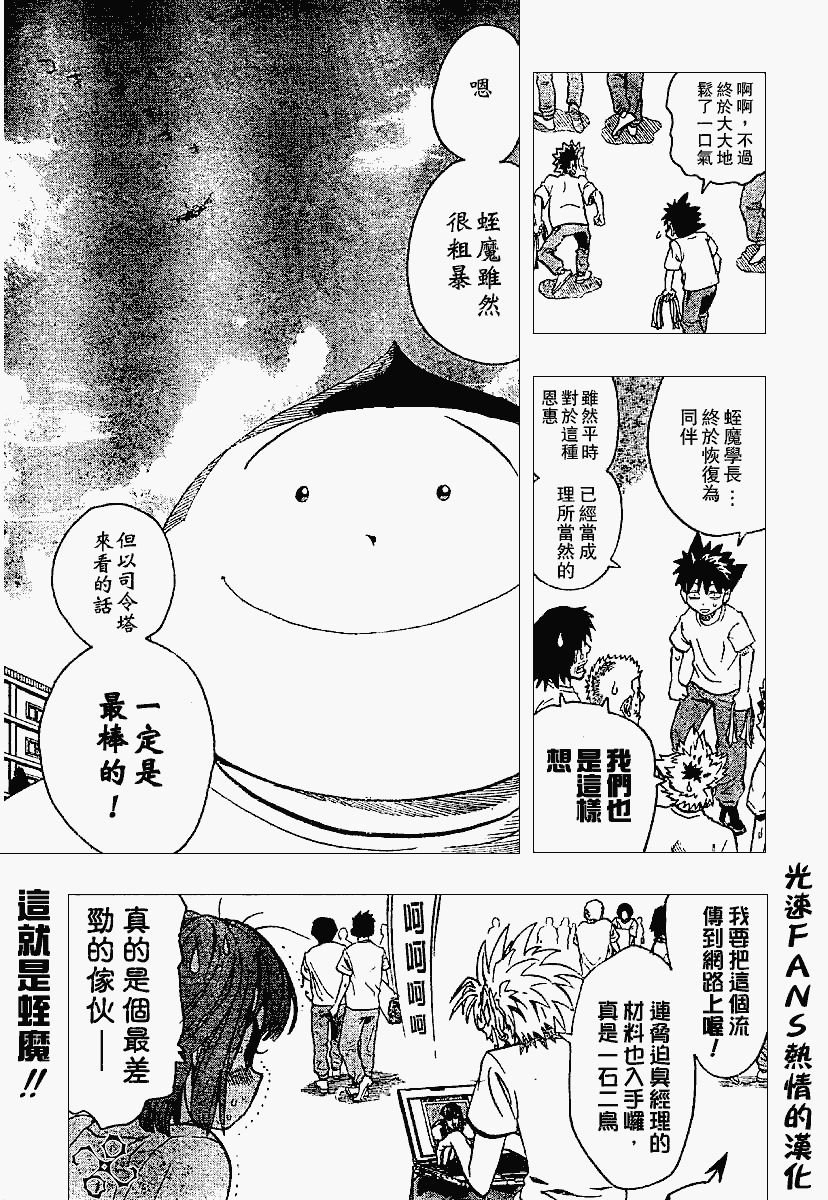 啊啊，不過
終於大大地
鬆了一口氣
蛭魔學長…
終於恢復為
同伴
雖然平時
對於這種
恩惠
已經當成
理所當然的
我們也
是這樣
想
嗯
蛭魔雖然
很粗暴
但以司令塔
來看的話
一定是
最棒的！
我要把這個流
傳到網路上喔！
連脅迫真經理的
材料也入手囉，
真是一石二鳥
呵呵呵呵
真的是個最差
勁的傢伙—
這就是蛭魔!!
光速FANS熱情的漢化